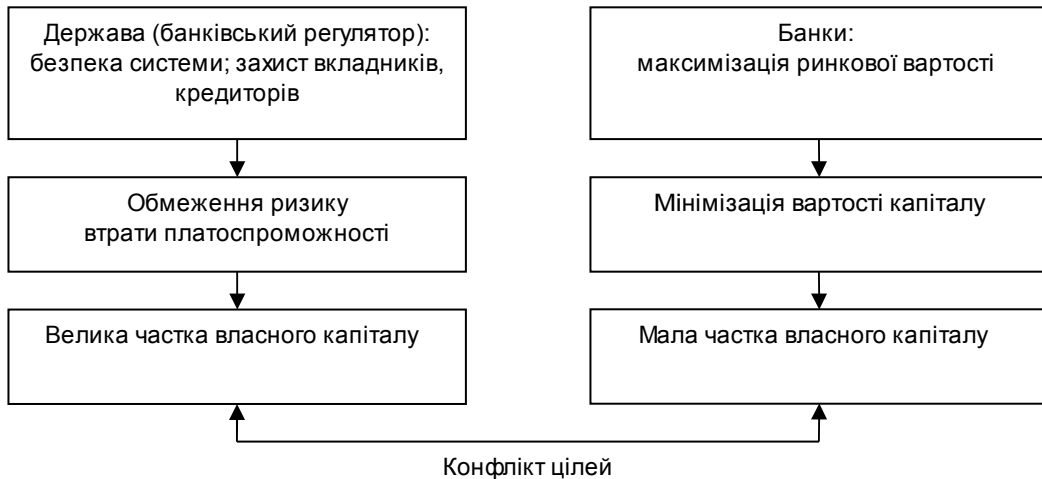 Держава (банківський регулятор):
безпека системи; захист вкладників,
кредиторів
Банки:
максимізація ринкової вартості
Обмеження ризику
втрати платоспроможності
Мінімізація вартості капіталу
Велика частка власного капіталу
Мала частка власного капіталу
Конфлікт цілей